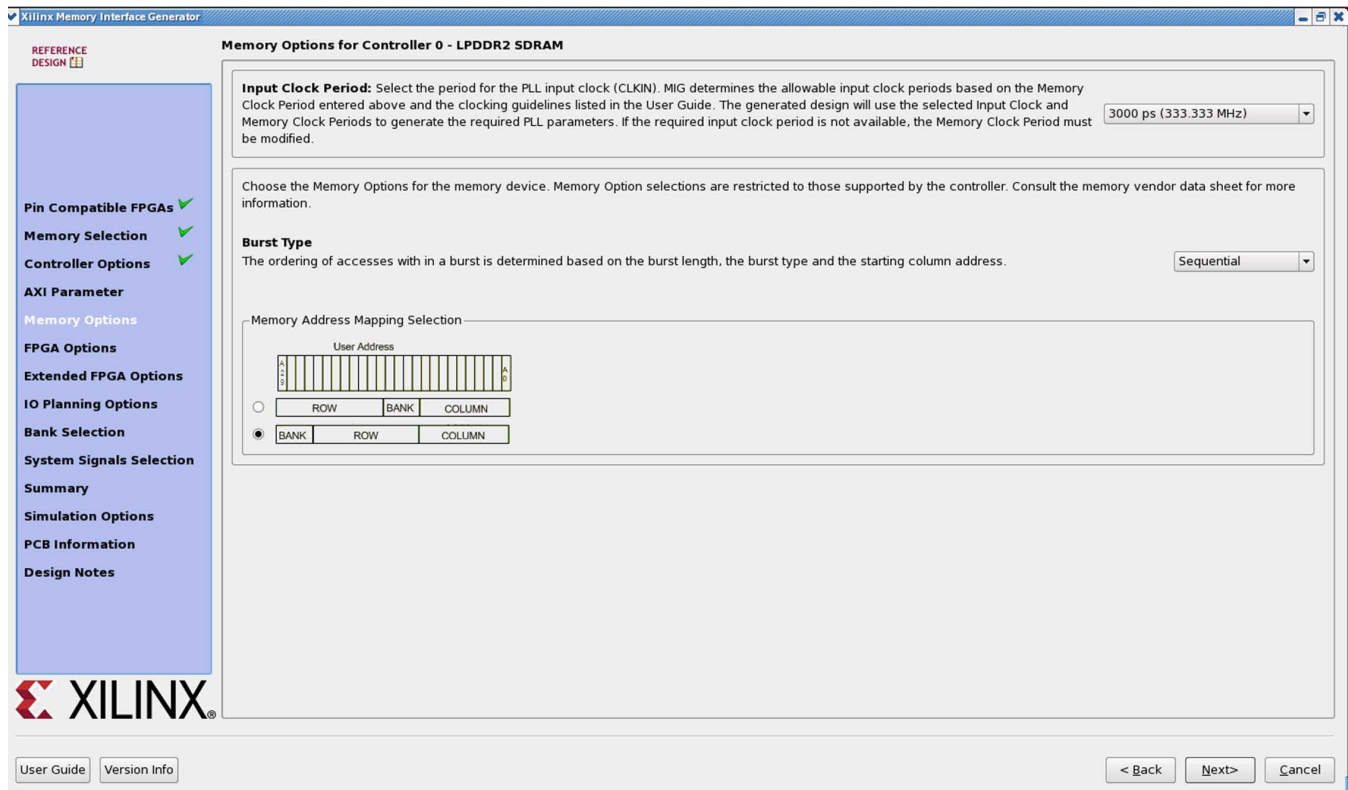 Xilinx Memory Interface Generator
REFERENCE
DESIGN
Pin Compatible FPGAs
Memory Selection
Controller Options
AXI Parameter
Memory Options
FPGA Options
Extended FPGA Options
IO Planning Options
Bank Selection
System Signals Selection
Summary
Simulation Options
PCB Information
Design Notes
XILINX®
Memory Options for Controller 0 - LPDDR2 SDRAM
Input Clock Period: Select the period for the PLL input clock (CLKIN). MIG determines the allowable input clock periods based on the Memory
Clock Period entered above and the clocking guidelines listed in the User Guide. The generated design will use the selected Input Clock and
Memory Clock Periods to generate the required PLL parameters. If the required input clock period is not available, the Memory Clock Period must
be modified.
3000 ps (333.333 MHz)
Choose the Memory Options for the memory device. Memory Option selections are restricted to those supported by the controller. Consult the memory vendor data sheet for more
information.
Burst Type
The ordering of accesses with in a burst is determined based on the burst length, the burst type and the starting column address.
Sequential
Memory Address Mapping Selection
User Address
A29 A0
ROW BANK COLUMN
BANK ROW COLUMN
User Guide Version Info
< Back Next> Cancel